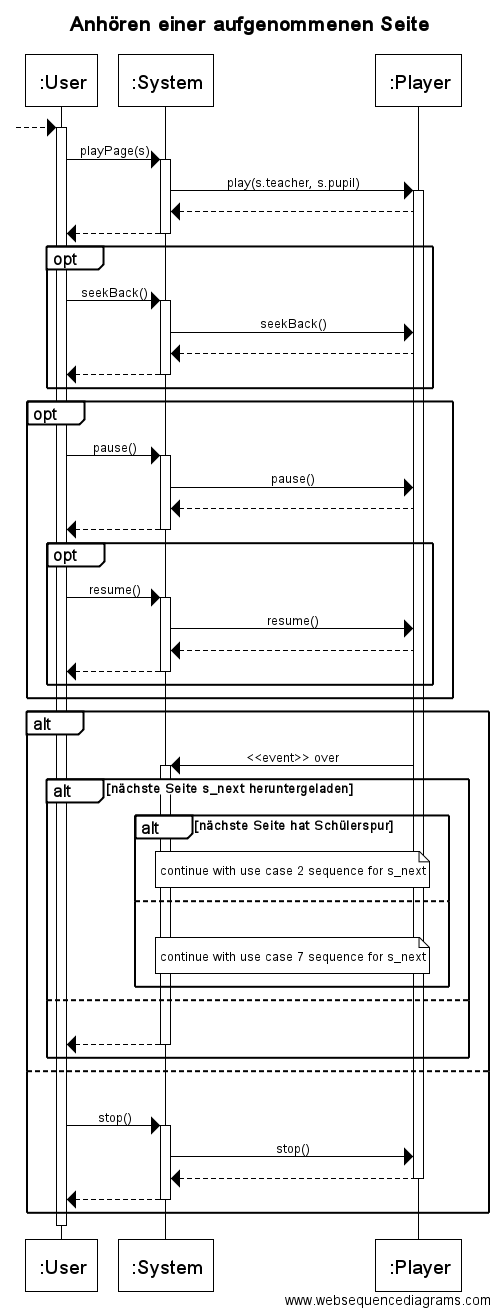 Anhören einer aufgenommenen Seite
:User
:System
:Player
playPage(s)
play(s.teacher, s.pupil)
opt
seekBack()
seekBack()
opt
pause()
pause()
opt
resume()
resume()
alt
<<event>> over
alt [nächste Seite s_next heruntergeladen]
alt [nächste Seite hat Schülerspur]
continue with use case 2 sequence for s_next
continue with use case 7 sequence for s_next
stop()
stop()
:User
:System
:Player
www.websequencediagrams.com